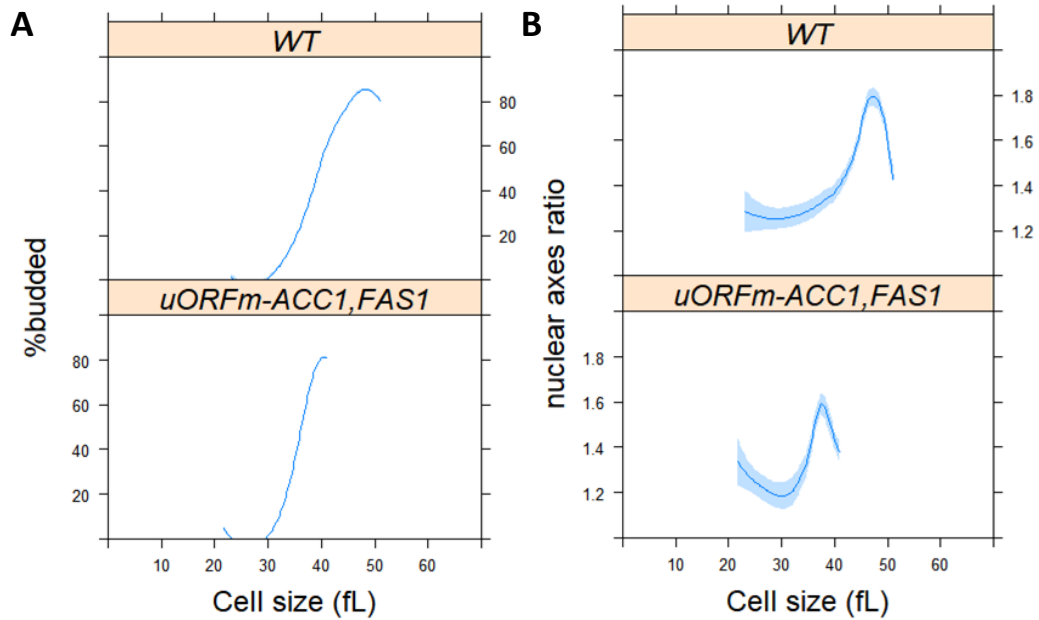 A
WT
80
60
40
20
uORFm-ACC1,FAS1
80
60
40
20
%budded
10 20 30 40 50 60
Cell size (fL)
B
WT
1.8
1.6
1.4
1.2
uORFm-ACC1,FAS1
1.8
1.6
1.4
1.2
nuclear axes ratio
10 20 30 40 50 60
Cell size (fL)